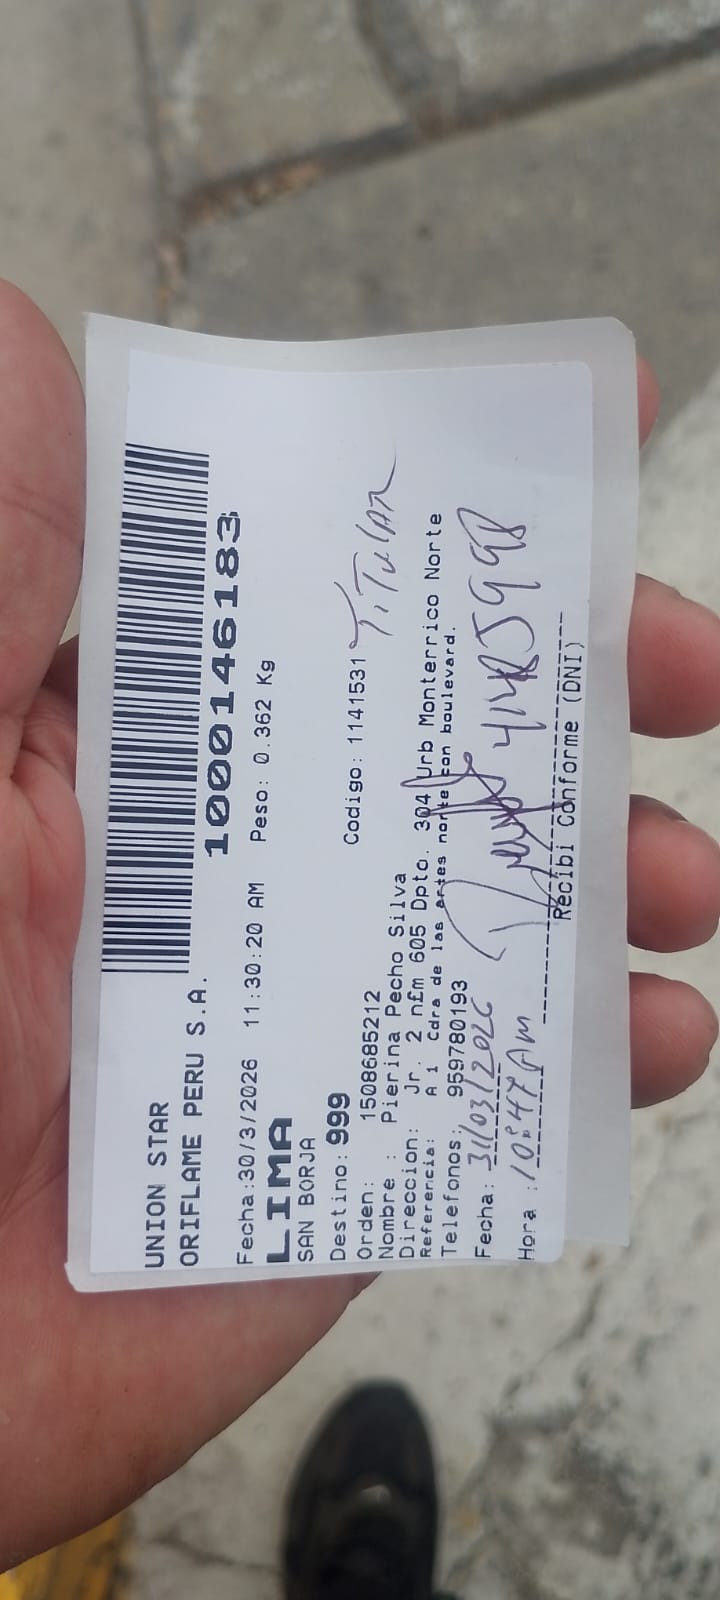 UNION STAR
ORIFLAME PERU S.A.
1000146183
Fecha:30/3/2026 11:30:20 AM Peso: 0.362 Kg
LIMA
SAN BORJA
Destino: 999
Codigo: 1141531 TITULAR
Orden: 1508685212
Nombre : Pierina Pecho Silva
Direccion: Jr. 2 n£m 605 Dpto. 304 Urb Monterrico Norte
Referencia: A 1 Cdra de las artes norte con boulevard.
Telefonos: 959780193
Fecha: 31/03/2026
Hora : 10:47 Am
Recibi Conforme (DNI)